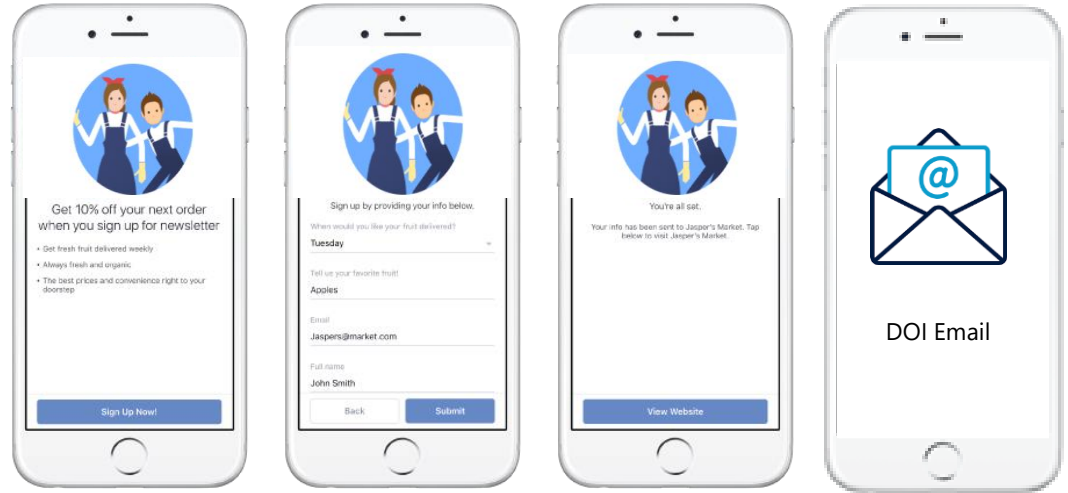 Get 10% off your next order
when you sign up for newsletter
• Get fresh fruit delivered weekly
• Always fresh and organic
• The best prices and convenience right to your
doorstep
Sign Up Now!
Sign up by providing your info below.
When would you like your fruit delivered?
Tuesday
Tell us your favorite fruit!
Apples
Email
Jaspers@market.com
Full name
John Smith
Back
Submit
You're all set.
Your info has been sent to Jasper's Market. Tap
below to visit Jasper's Market.
View Website
@
DOI Email